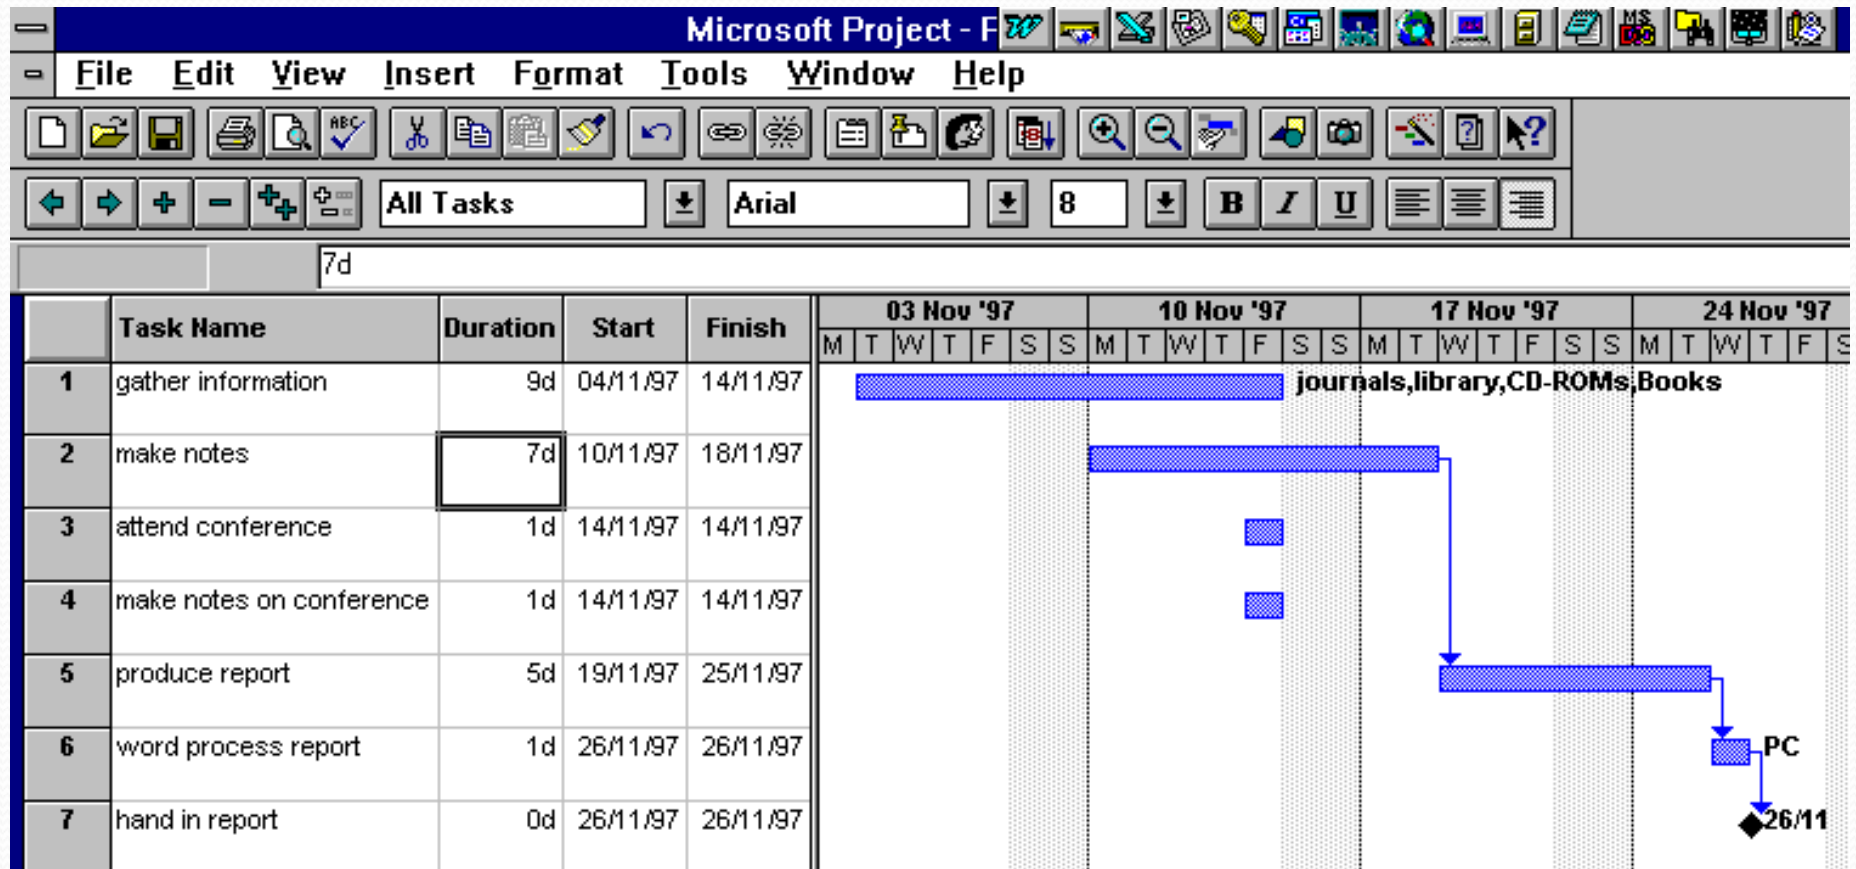 Microsoft Project - F
File Edit View Insert Format Tools Window Help
ABC
MS
All Tasks Arial 8 B I U
7d
Task Name Duration Start Finish 03 Nov '97 10 Nov '97 17 Nov '97 24 Nov '97
M T W T F S S M T W T F S S M T W T F S S M T W T F S
1 gather information 9d 04/11/97 14/11/97 journals,library,CD-ROMs,Books
2 make notes 7d 10/11/97 18/11/97
3 attend conference 1d 14/11/97 14/11/97
4 make notes on conference 1d 14/11/97 14/11/97
5 produce report 5d 19/11/97 25/11/97
6 word process report 1d 26/11/97 26/11/97 PC
7 hand in report 0d 26/11/97 26/11/97 26/11